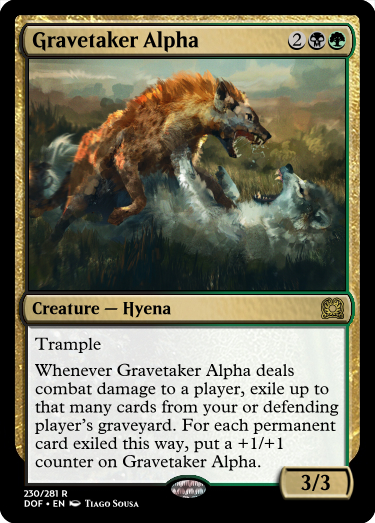 Gravetaker Alpha 2
Creature — Hyena
Trample
Whenever Gravetaker Alpha deals
combat damage to a player, exile up to
that many cards from your or defending
player's graveyard. For each permanent
card exiled this way, put a +1/+1
counter on Gravetaker Alpha.
3/3
230/281 R
DOF • EN Tiago Sousa